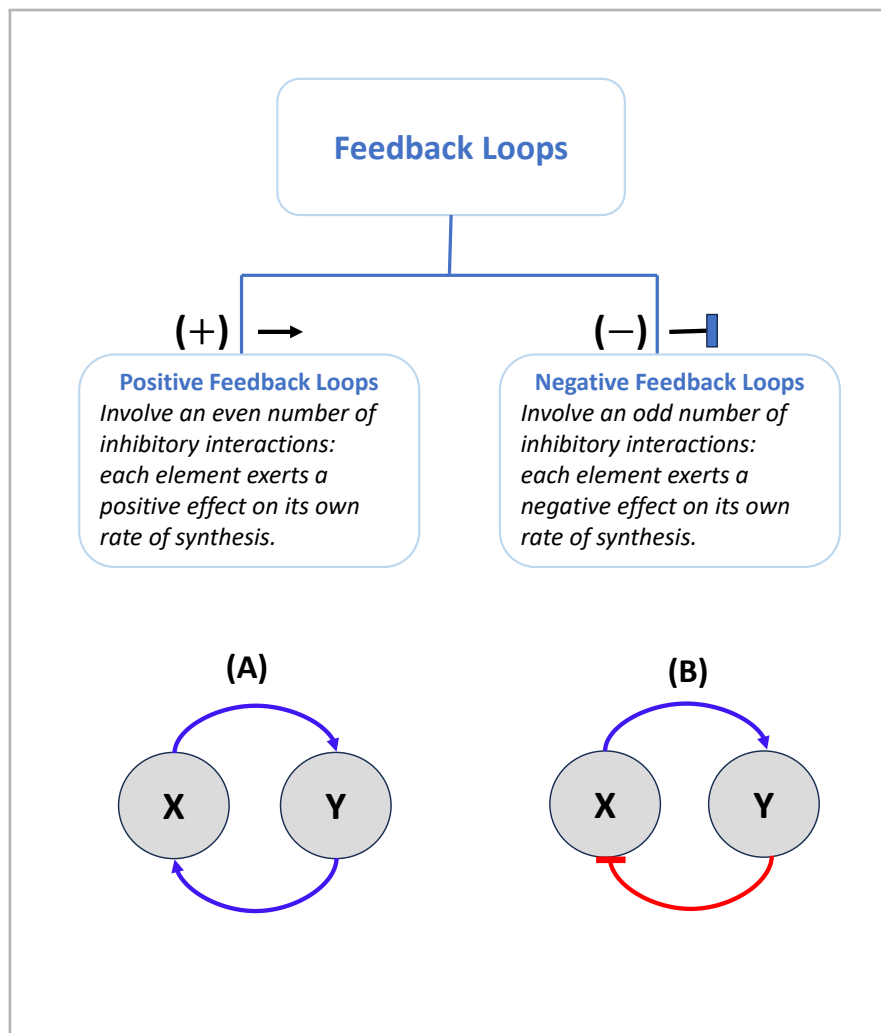 Feedback Loops
(+)
(−)
Positive Feedback Loops
Involve an even number of
inhibitory interactions:
each element exerts a
positive effect on its own
rate of synthesis.
Negative Feedback Loops
Involve an odd number of
inhibitory interactions:
each element exerts a
negative effect on its own
rate of synthesis.
(A)
X
Y
(B)
X
Y